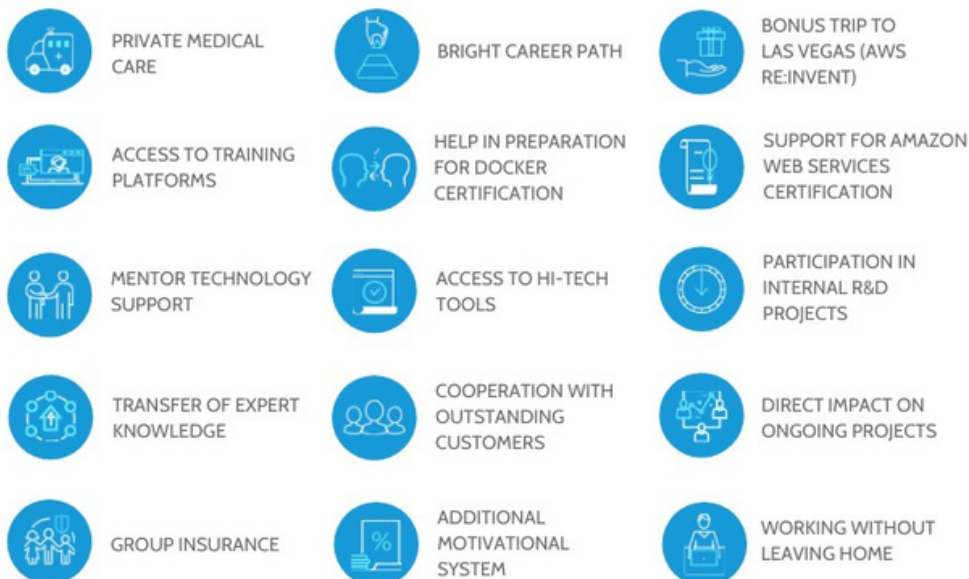 PRIVATE MEDICAL
CARE
BRIGHT CAREER PATH
BONUS TRIP TO
LAS VEGAS (AWS
RE:INVENT)
ACCESS TO TRAINING
PLATFORMS
HELP IN PREPARATION
FOR DOCKER
CERTIFICATION
SUPPORT FOR AMAZON
WEB SERVICES
CERTIFICATION
MENTOR TECHNOLOGY
SUPPORT
ACCESS TO HI-TECH
TOOLS
PARTICIPATION IN
INTERNAL R&D
PROJECTS
TRANSFER OF EXPERT
KNOWLEDGE
COOPERATION WITH
OUTSTANDING
CUSTOMERS
DIRECT IMPACT ON
ONGOING PROJECTS
GROUP INSURANCE
%
ADDITIONAL
MOTIVATIONAL
SYSTEM
WORKING WITHOUT
LEAVING HOME